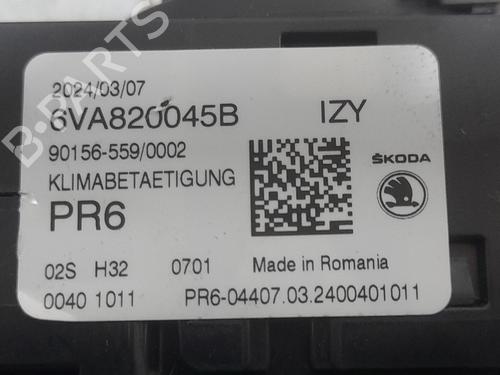 2024/03/07
6VA820045B IZY
90156-559/0002
KLIMABETAETIGUNG
ŠKODA
PR6
02S H32 0701 Made in Romania
0040 1011 PR6-04407.03.2400401011
B-PARTS